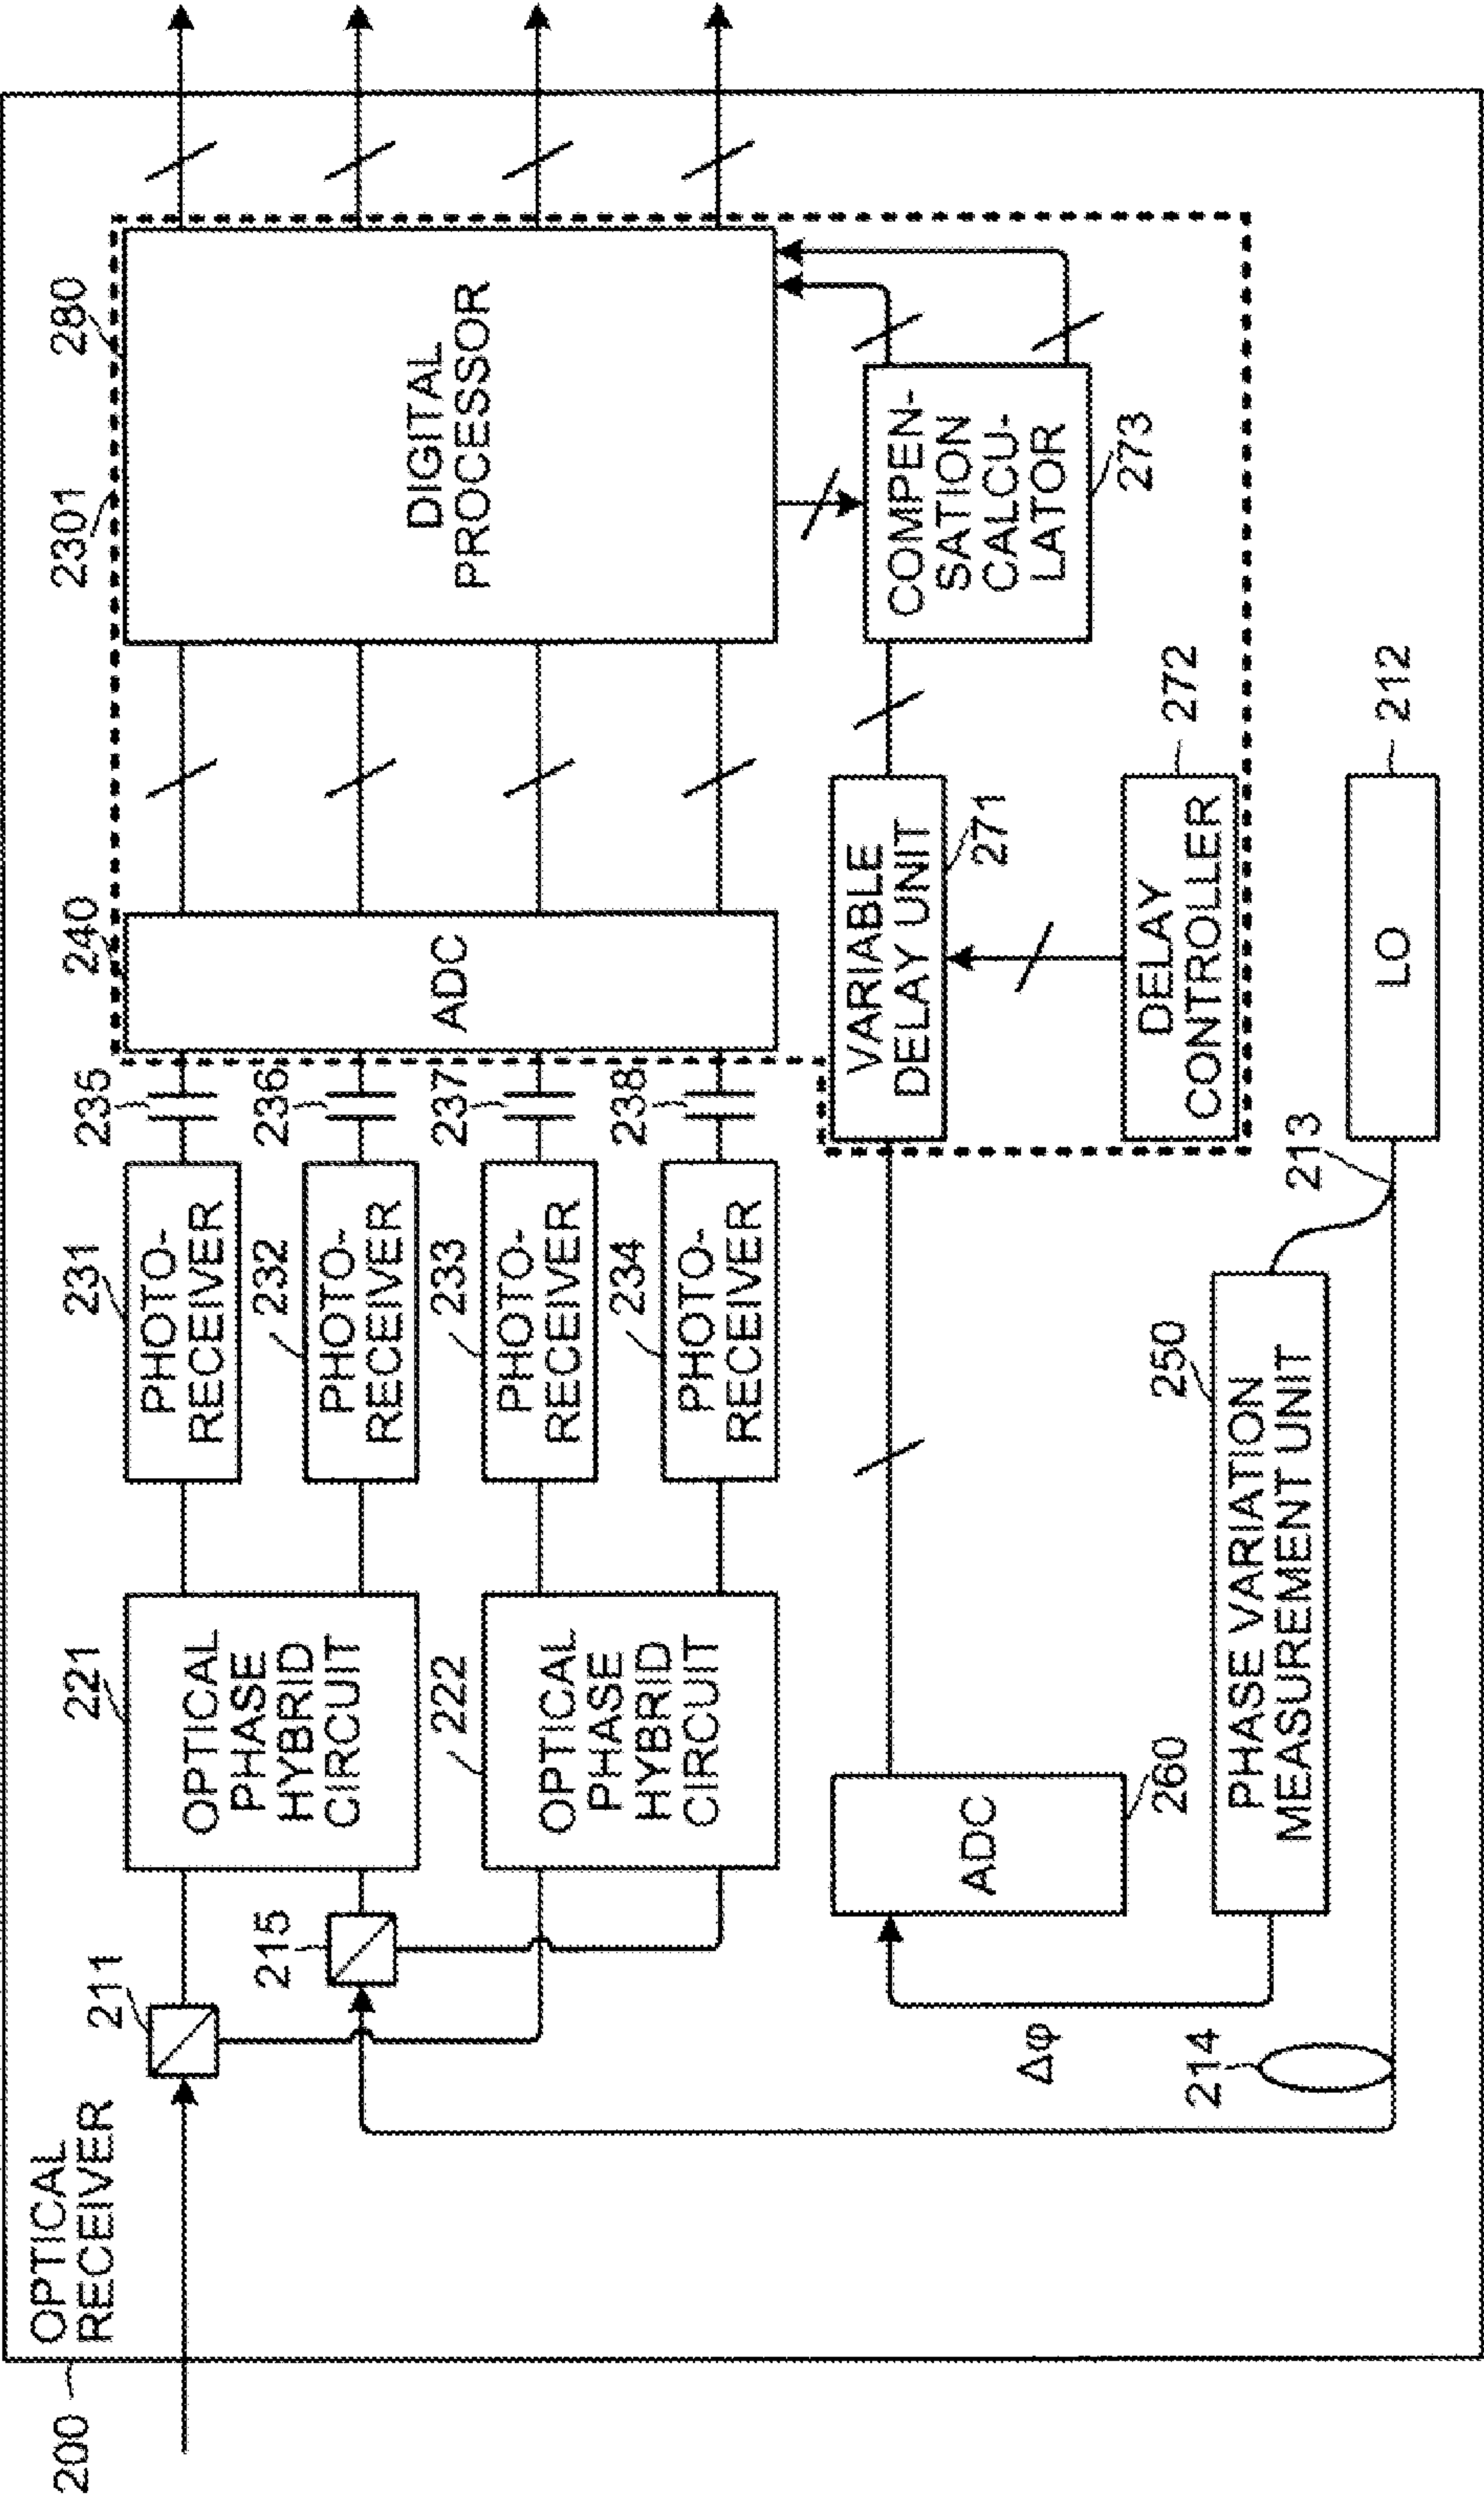 200
OPTICAL
RECEIVER
211
215
221
OPTICAL
PHASE
HYBRID
CIRCUIT
222
OPTICAL
PHASE
HYBRID
CIRCUIT
231
PHOTO-
RECEIVER
232
PHOTO-
RECEIVER
233
PHOTO-
RECEIVER
234
PHOTO-
RECEIVER
235
236
237
238
240
ADC
2301
280
DIGITAL
PROCESSOR
COMPEN-
SATION
CALCU-
LATOR
273
VARIABLE
DELAY UNIT
271
DELAY
CONTROLLER
272
ADC
260
Δφ
250
PHASE VARIATION
MEASUREMENT UNIT
214
213
LO
212